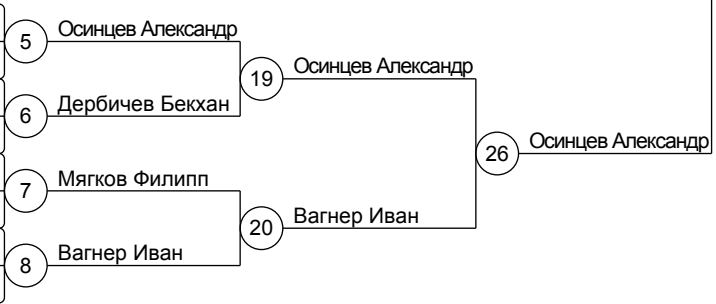 5 Осинцев Александр
19 Осинцев Александр
6 Дербичев Бекхан
26 Осинцев Александр
7 Мягков Филипп
20 Вагнер Иван
8 Вагнер Иван